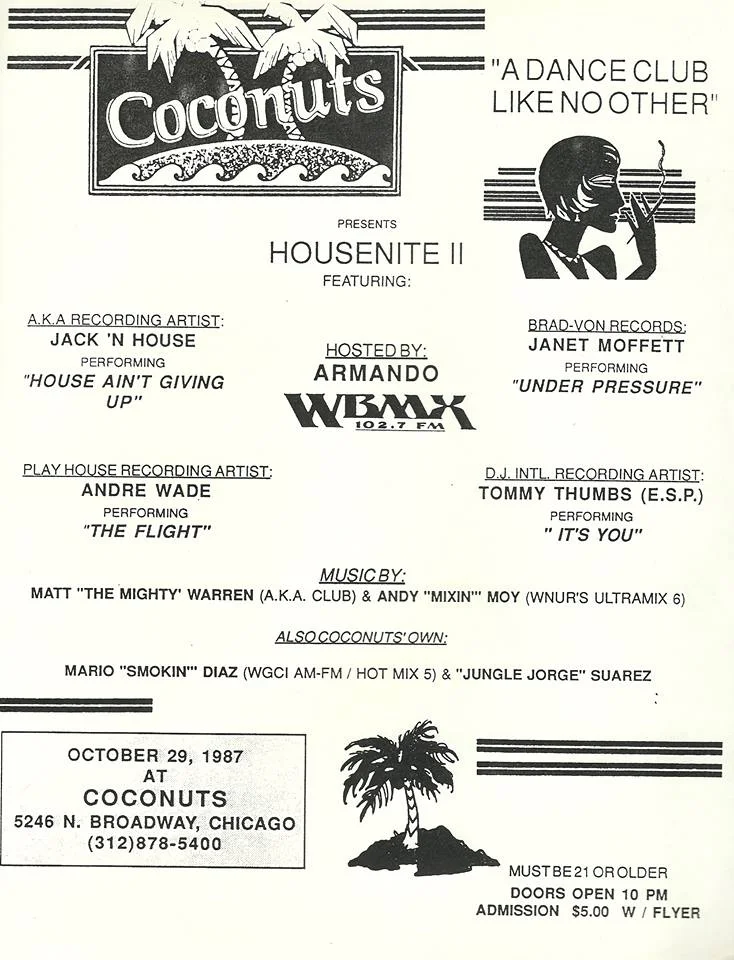 Coconuts
"A DANCE CLUB
LIKE NO OTHER"
PRESENTS
HOUSENITE II
FEATURING:
A.K.A RECORDING ARTIST:
JACK 'N HOUSE
PERFORMING
"HOUSE AIN'T GIVING
UP"
HOSTED BY:
ARMANDO
WBMX
102.7 FM
BRAD-VON RECORDS:
JANET MOFFETT
PERFORMING
"UNDER PRESSURE"
PLAY HOUSE RECORDING ARTIST:
ANDRE WADE
PERFORMING
"THE FLIGHT"
D.J. INTL. RECORDING ARTIST:
TOMMY THUMBS (E.S.P.)
PERFORMING
" IT'S YOU"
MUSIC BY:
MATT "THE MIGHTY' WARREN (A.K.A. CLUB) & ANDY "MIXIN'" MOY (WNUR'S ULTRAMIX 6)
ALSO COCONUTS' OWN:
MARIO "SMOKIN'" DIAZ (WGCI AM-FM / HOT MIX 5) & "JUNGLE JORGE" SUAREZ
OCTOBER 29, 1987
AT
COCONUTS
5246 N. BROADWAY, CHICAGO
(312)878-5400
MUST BE 21 OR OLDER
DOORS OPEN 10 PM
ADMISSION $5.00 W / FLYER